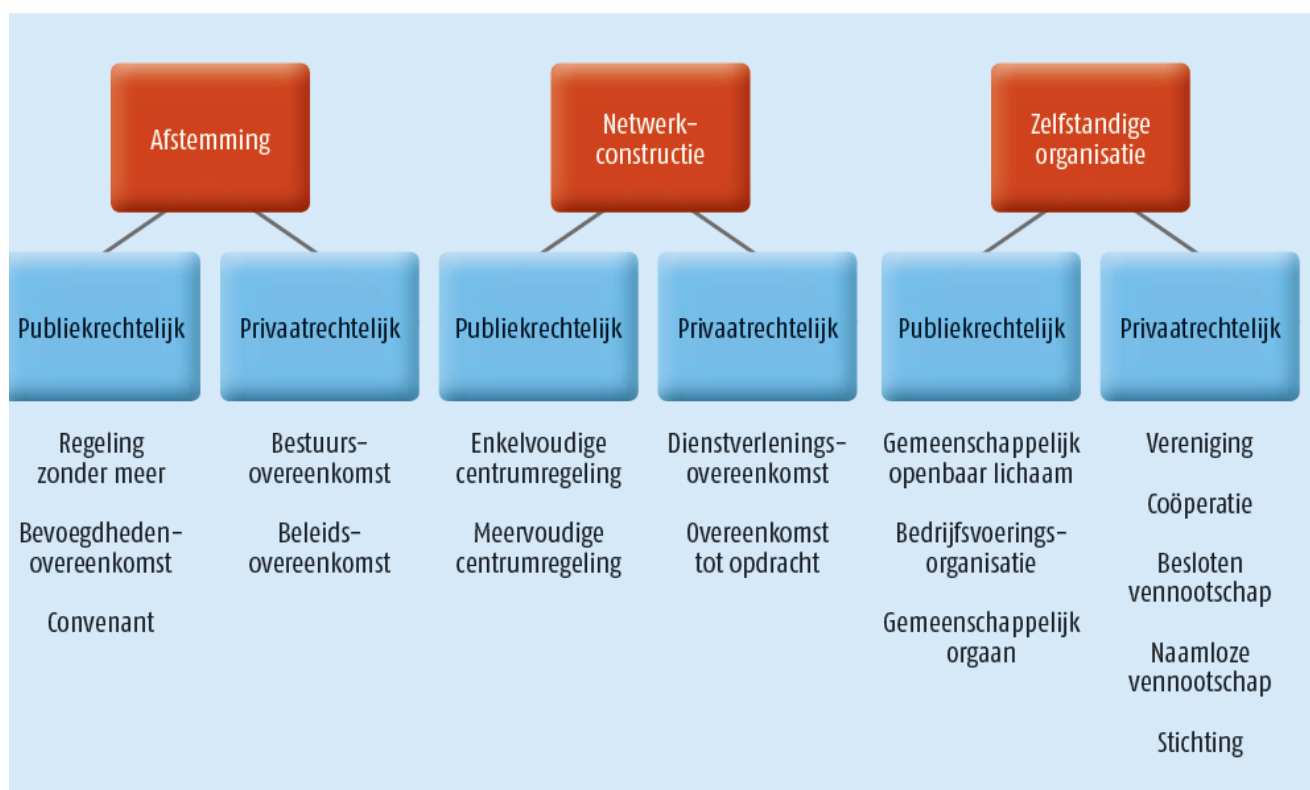 Afstemming
Netwerk-
constructie
Zelfstandige
organisatie
Publiekrechtelijk
Privaatrechtelijk
Publiekrechtelijk
Privaatrechtelijk
Publiekrechtelijk
Privaatrechtelijk
Regeling
zonder meer
Bevoegdheden-
overeenkomst
Convenant
Bestuurs-
overeenkomst
Beleids-
overeenkomst
Enkelvoudige
centrumregeling
Meervoudige
centrumregeling
Dienstverlenings-
overeenkomst
Overeenkomst
tot opdracht
Gemeenschappelijk
openbaar lichaam
Bedrijfsvoerings-
organisatie
Gemeenschappelijk
orgaan
Vereniging
Coöperatie
Besloten
vennootschap
Naamloze
vennootschap
Stichting